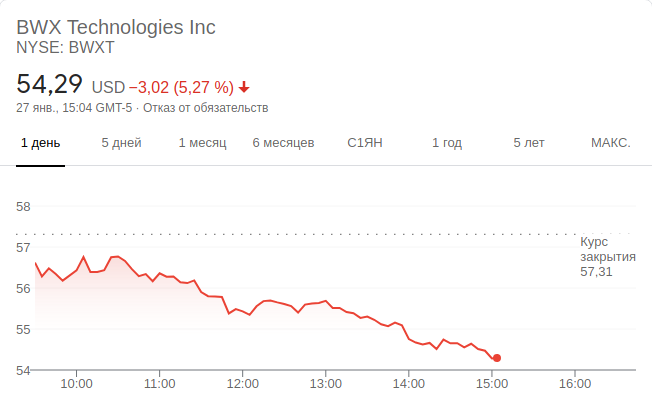 BWX Technologies Inc
NYSE: BWXT
54,29 USD −3,02 (5,27 %)
27 янв., 15:04 GMT-5 · Отказ от обязательств
1 день 5 дней 1 месяц 6 месяцев С1ЯН 1 год 5 лет МАКС.
58
57
56
55
54
Курс
закрытия
57,31
10:00 11:00 12:00 13:00 14:00 15:00 16:00